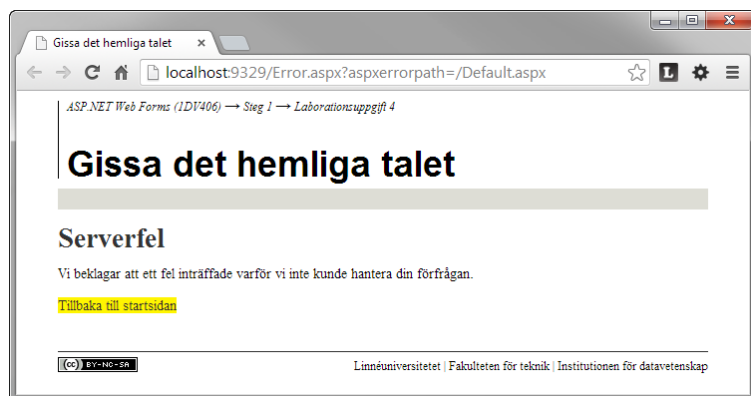 Gissa det hemliga talet
localhost:9329/Error.aspx?aspxerrorpath=/Default.aspx
L
ASP.NET Web Forms (1DV406) → Steg 1 → Laborationsuppgift 4
Gissa det hemliga talet
Serverfel
Vi beklagar att ett fel inträffade varför vi inte kunde hantera din förfrågan.
Tillbaka till startsidan
(cc) BY-NC-SA
Linnéuniversitetet | Fakulteten för teknik | Institutionen för datavetenskap